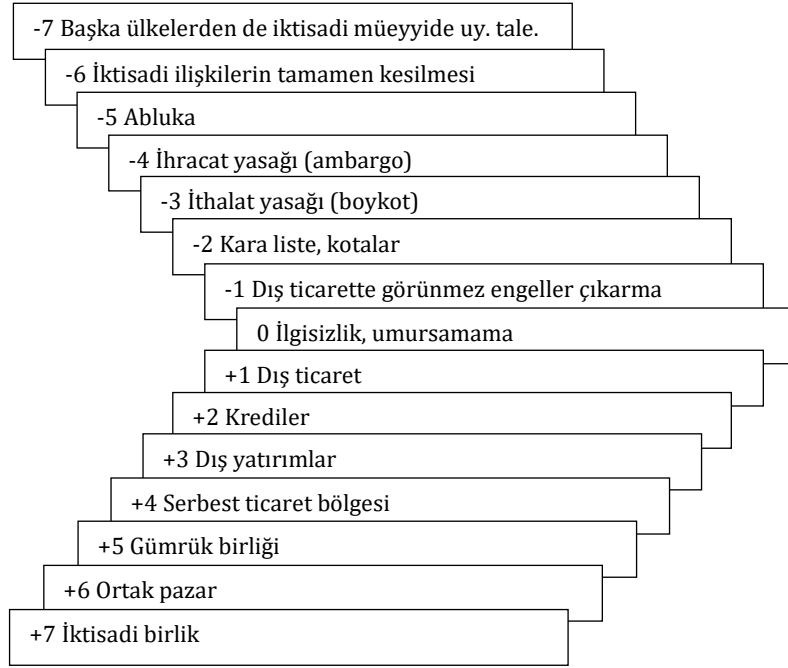 -7 Başka ülkelerden de iktisadi müeyyide uy. tale.
-6 İktisadi ilişkilerin tamamen kesilmesi
-5 Abluka
-4 İhracat yasağı (ambargo)
-3 İthalat yasağı (boykot)
-2 Kara liste, kotalar
-1 Dış ticarette görünmez engeller çıkarma
0 İlgisizlik, umursamama
+1 Dış ticaret
+2 Krediler
+3 Dış yatırımlar
+4 Serbest ticaret bölgesi
+5 Gümrük birliği
+6 Ortak pazar
+7 İktisadi birlik